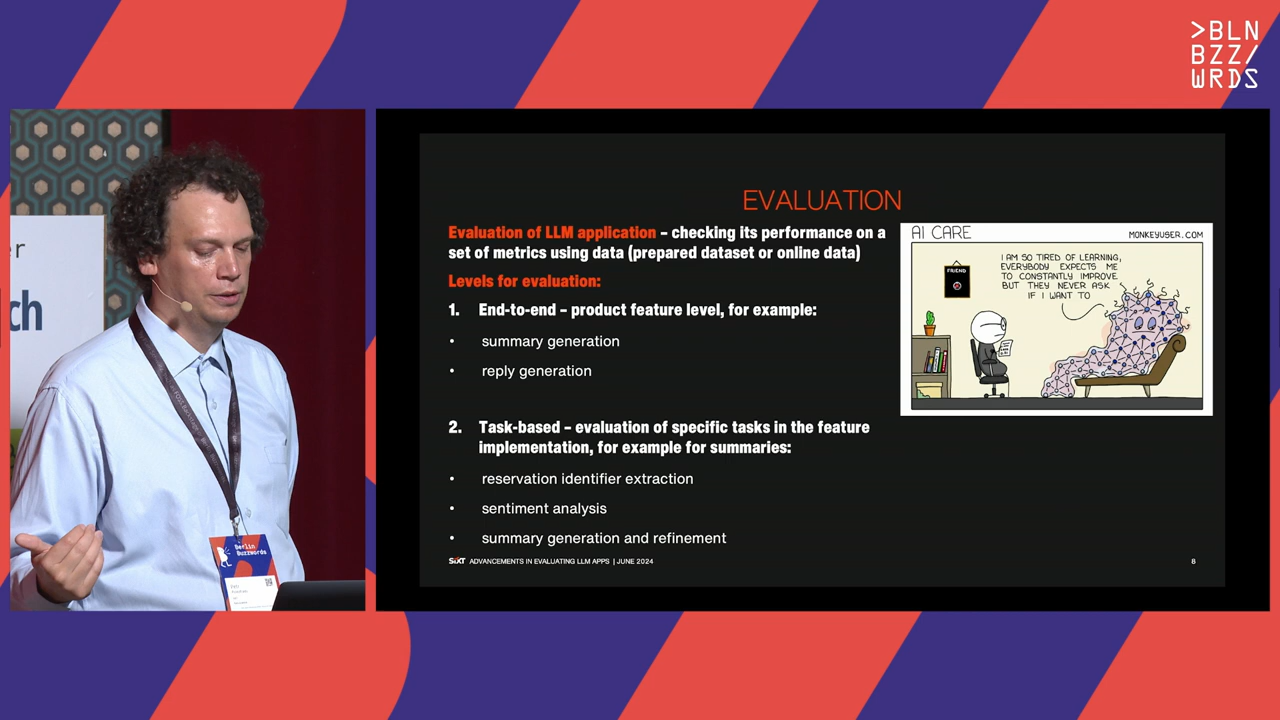 >BLN
BZZ/
WRDS
er
ch
Berlin
Buzzwords
EVALUATION
Evaluation of LLM application – checking its performance on a
set of metrics using data (prepared dataset or online data)
Levels for evaluation:
1. End-to-end – product feature level, for example:
• summary generation
• reply generation
2. Task-based – evaluation of specific tasks in the feature
implementation, for example for summaries:
• reservation identifier extraction
• sentiment analysis
• summary generation and refinement
SIXT ADVANCEMENTS IN EVALUATING LLM APPS | JUNE 2024
8
AI CARE
MONKEYUSER.COM
I AM SO TIRED OF LEARNING,
EVERYBODY EXPECTS ME
TO CONSTANTLY IMPROVE
BUT THEY NEVER ASK
IF I WANT TO
FRIEND